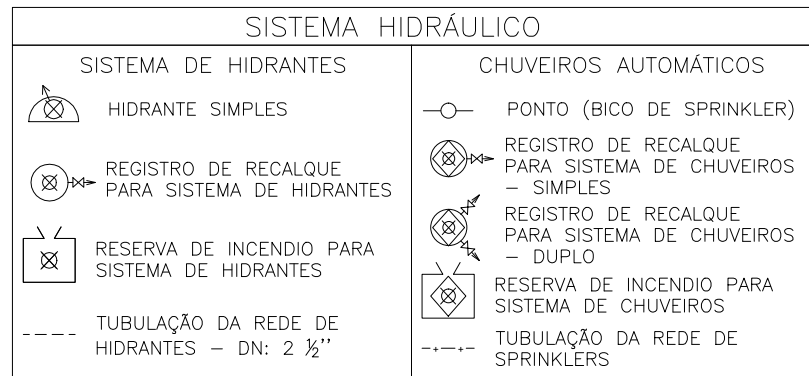 SISTEMA HIDRÁULICO
SISTEMA DE HIDRANTES
HIDRANTE SIMPLES
REGISTRO DE RECALQUE
PARA SISTEMA DE HIDRANTES
RESERVA DE INCENDIO PARA
SISTEMA DE HIDRANTES
TUBULAÇÃO DA REDE DE
HIDRANTES – DN: 2 ½''
CHUVEIROS AUTOMÁTICOS
PONTO (BICO DE SPRINKLER)
REGISTRO DE RECALQUE
PARA SISTEMA DE CHUVEIROS
– SIMPLES
REGISTRO DE RECALQUE
PARA SISTEMA DE CHUVEIROS
– DUPLO
RESERVA DE INCENDIO PARA
SISTEMA DE CHUVEIROS
TUBULAÇÃO DA REDE DE
SPRINKLERS